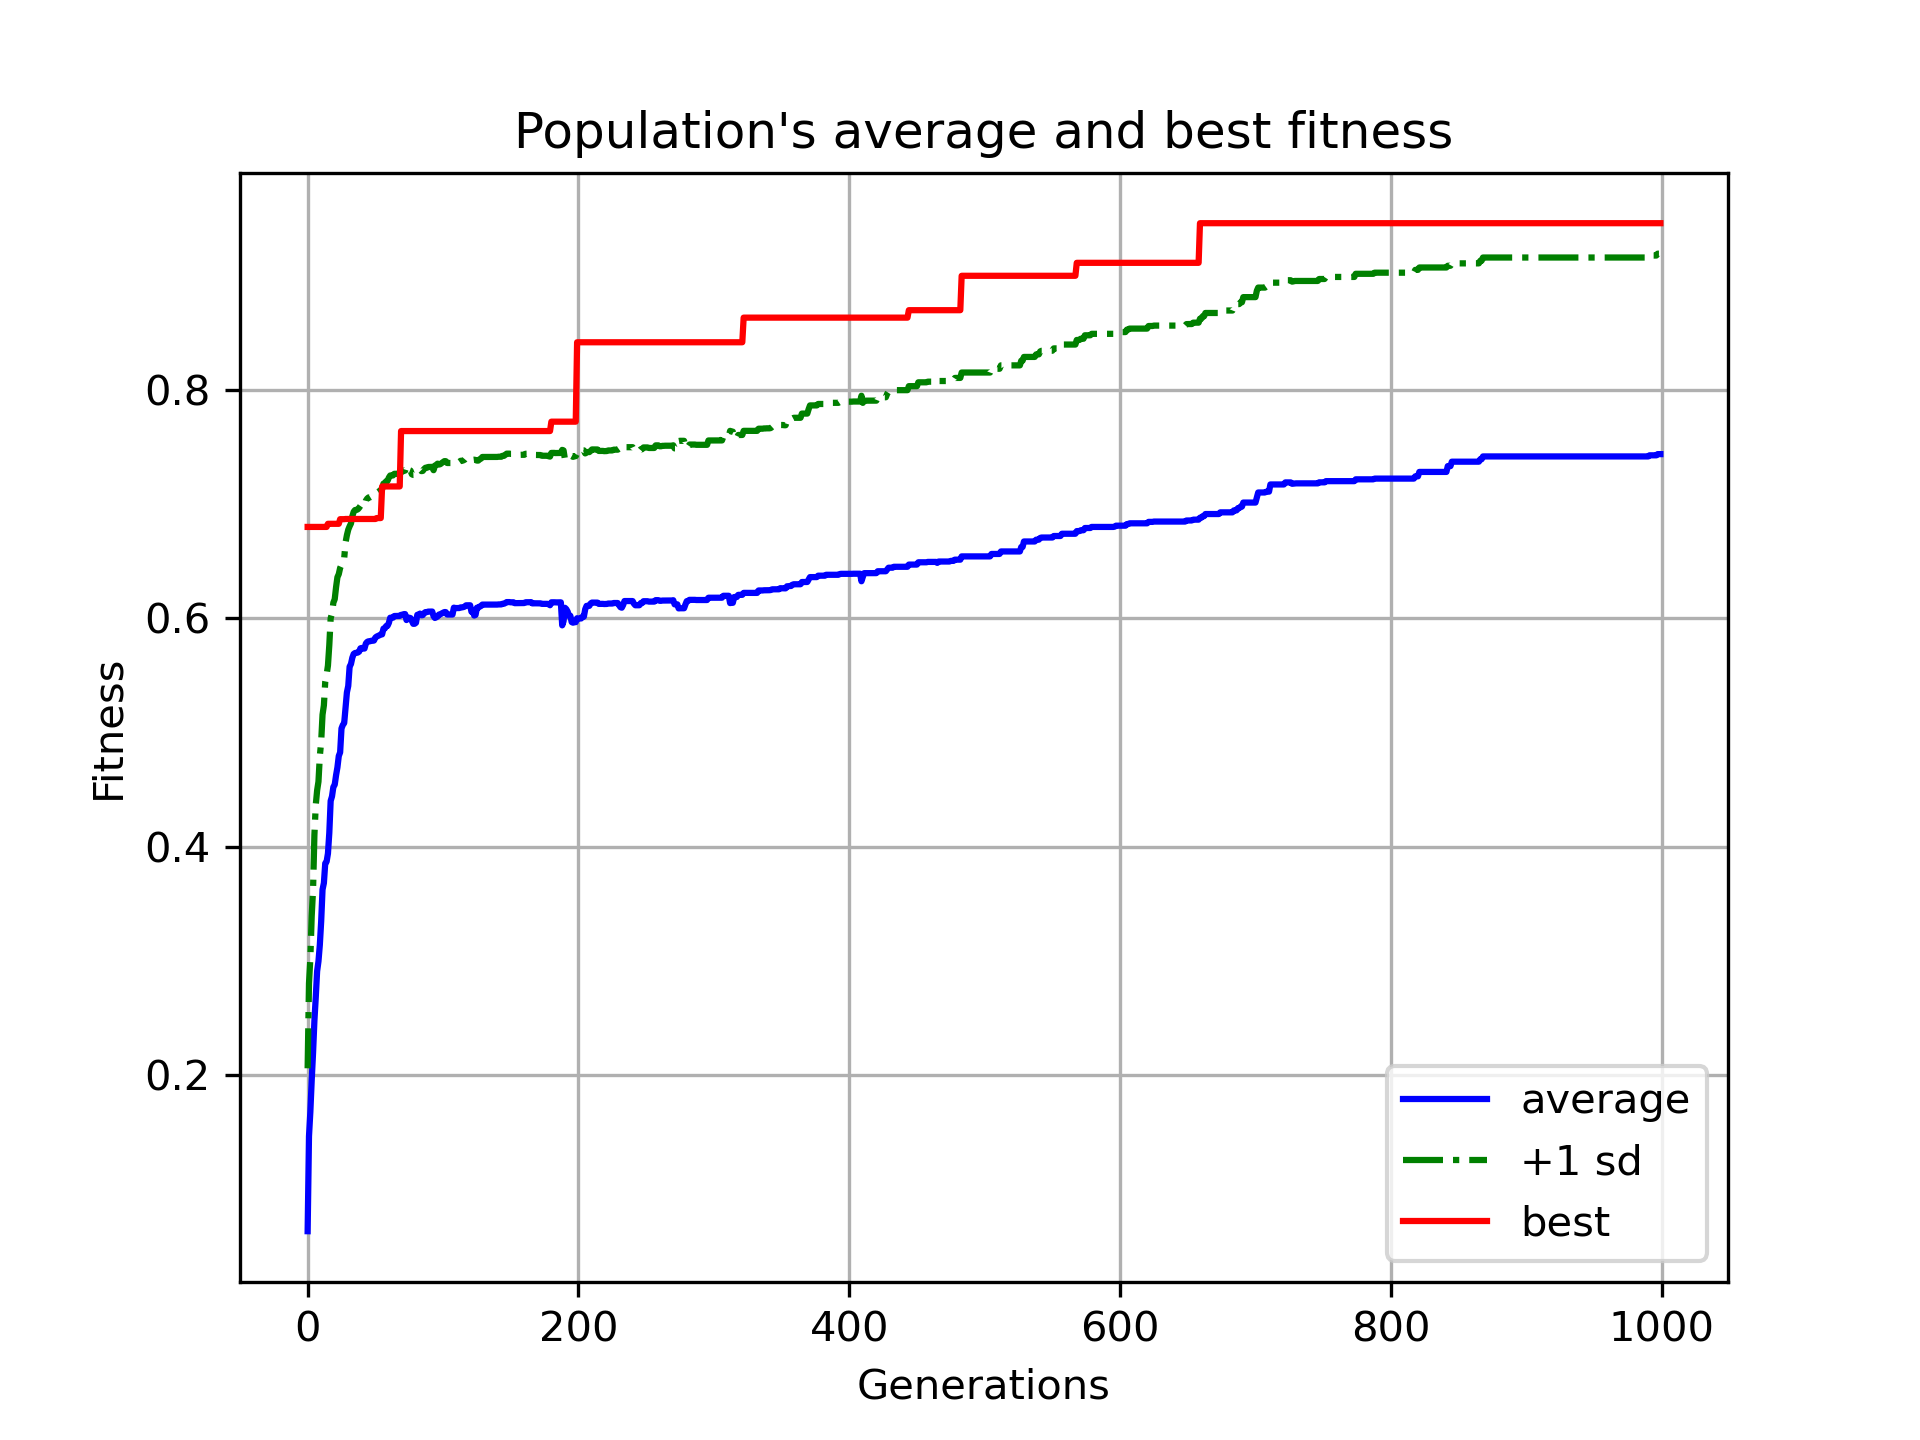 Population's average and best fitness
Fitness
0.8
0.6
0.4
0.2
0 200 400 600 800 1000
Generations
average
+1 sd
best